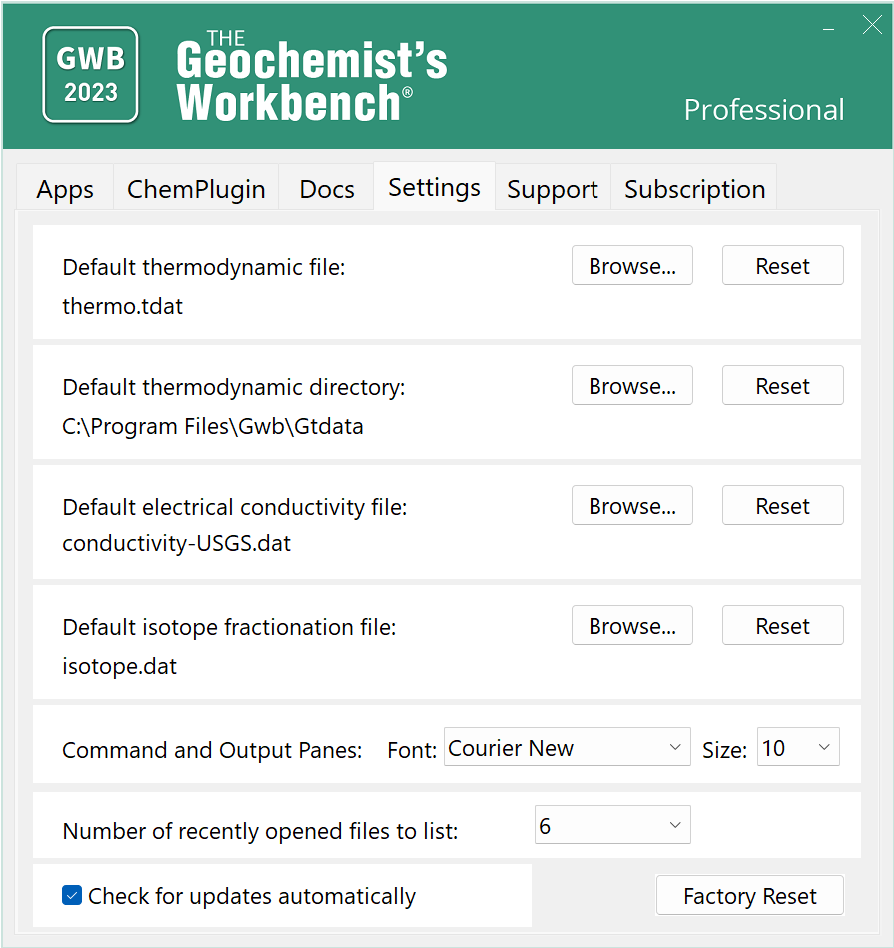 GWB
2023
THE
Geochemist's
Workbench®
Professional
Apps ChemPlugin Docs Settings Support Subscription
Default thermodynamic file: Browse... Reset
thermo.tdat
Default thermodynamic directory: Browse... Reset
C:\Program Files\Gwb\Gtdata
Default electrical conductivity file: Browse... Reset
conductivity-USGS.dat
Default isotope fractionation file: Browse... Reset
isotope.dat
Command and Output Panes: Font: Courier New Size: 10
Number of recently opened files to list: 6
Check for updates automatically Factory Reset